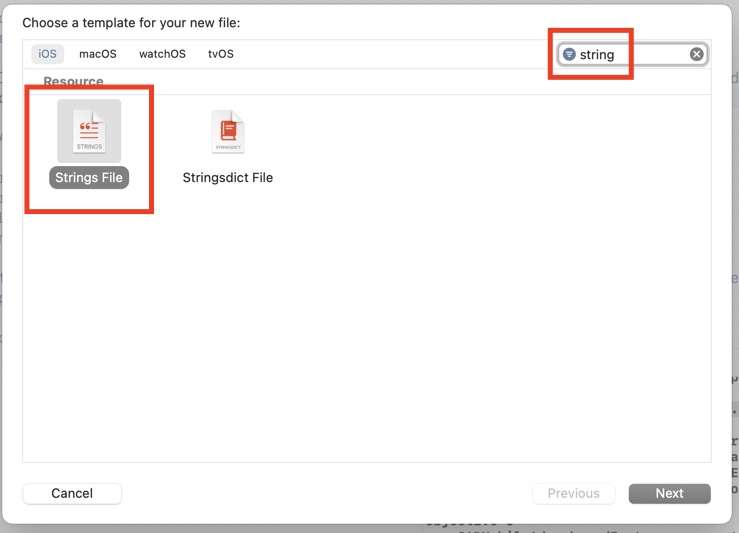 Choose a template for your new file:
iOS macOS watchOS tvOS string
Resource
STRINGS STRINGSDICT
Strings File Stringsdict File
Cancel Previous Next